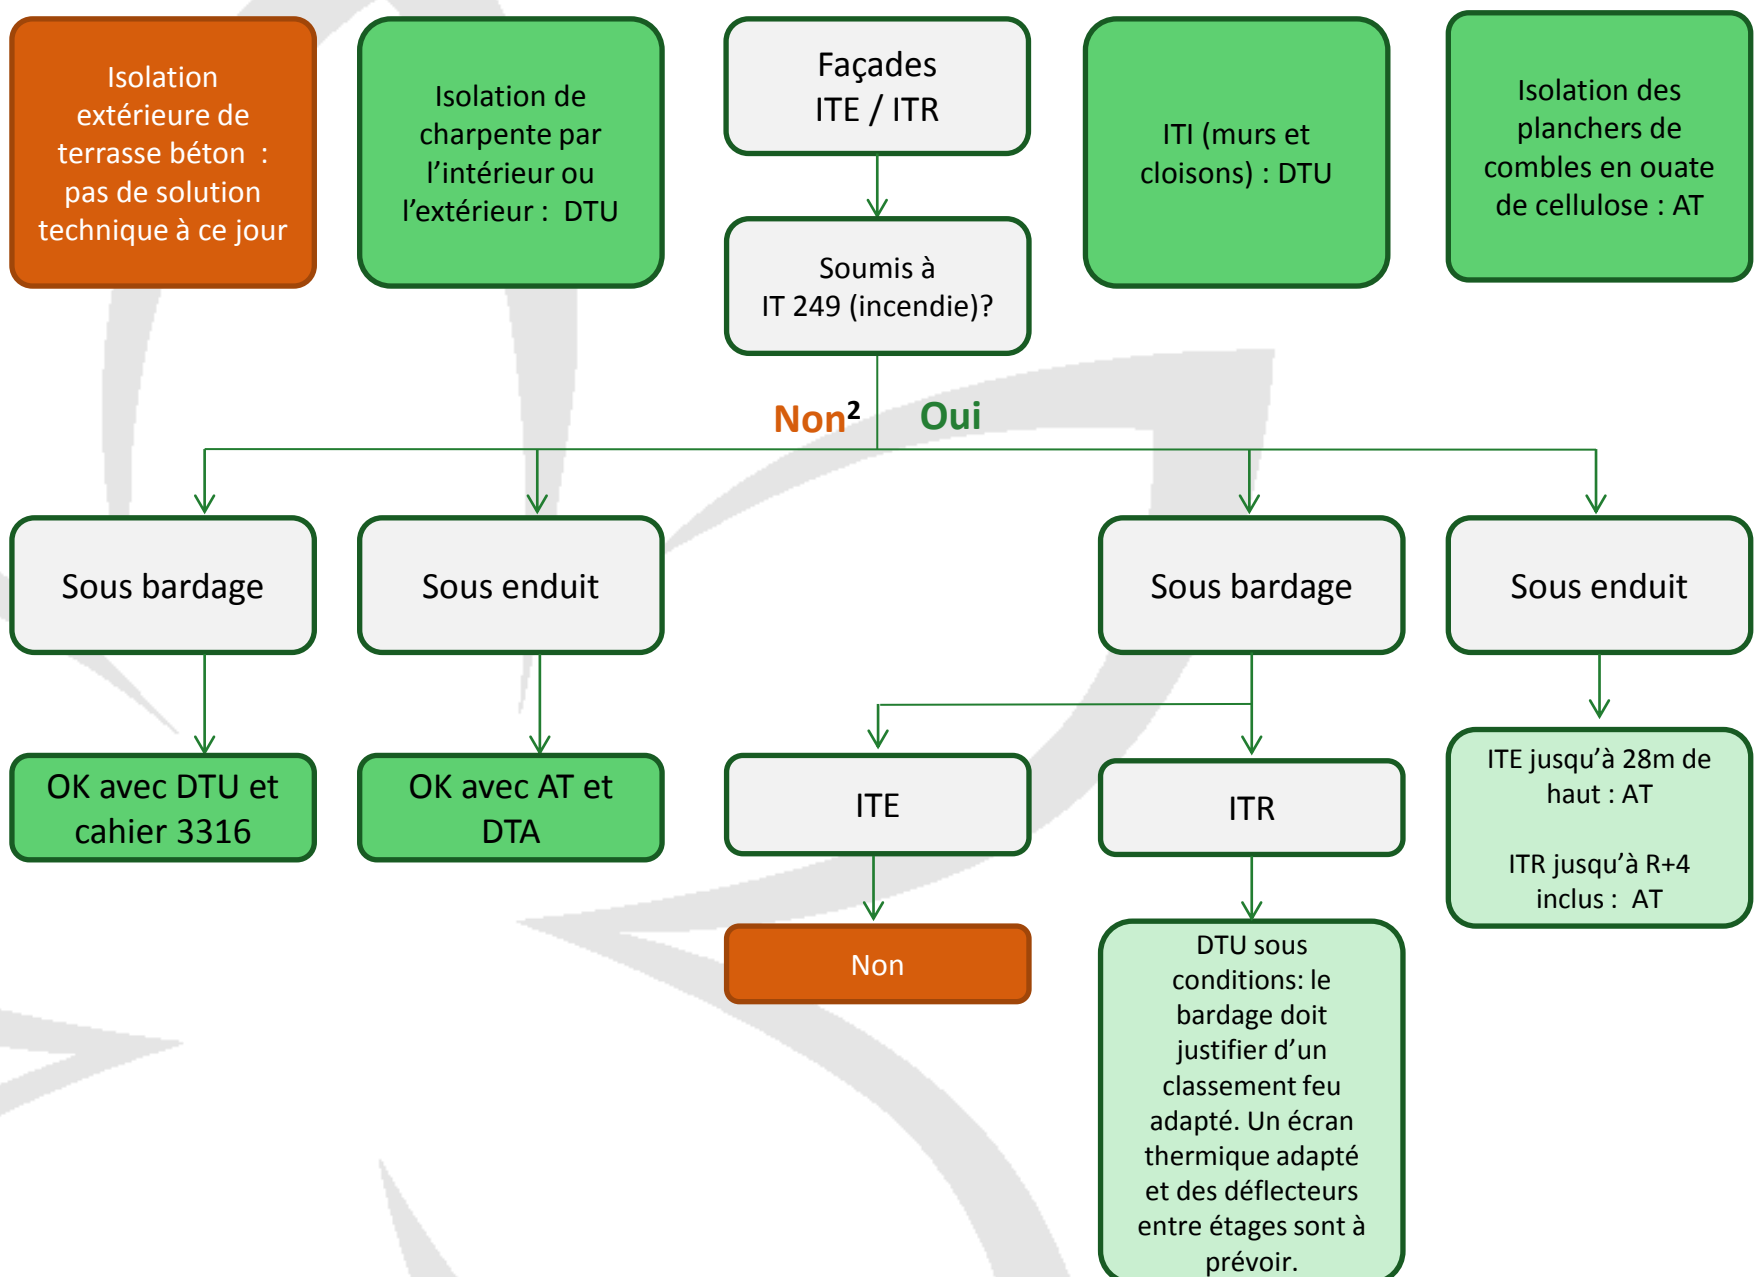 Isolation
extérieure de
terrasse béton  :
pas de solution
technique à ce jour
Isolation de
charpente par
l’intérieur ou
l’extérieur :  DTU
Façades
ITE / ITR
ITI (murs et
cloisons) : DTU
Isolation des
planchers de
combles en ouate
de cellulose : AT
Soumis à
IT 249 (incendie)?
Non²
Oui
Sous bardage
Sous enduit
Sous bardage
Sous enduit
OK avec DTU et
cahier 3316
OK avec AT et
DTA
ITE
ITR
ITE jusqu’à 28m de
haut : AT
ITR jusqu’à R+4
inclus :  AT
Non
DTU sous
conditions: le
bardage doit
justifier d’un
classement feu
adapté. Un écran
thermique adapté
et des déflecteurs
entre étages sont à
prévoir.